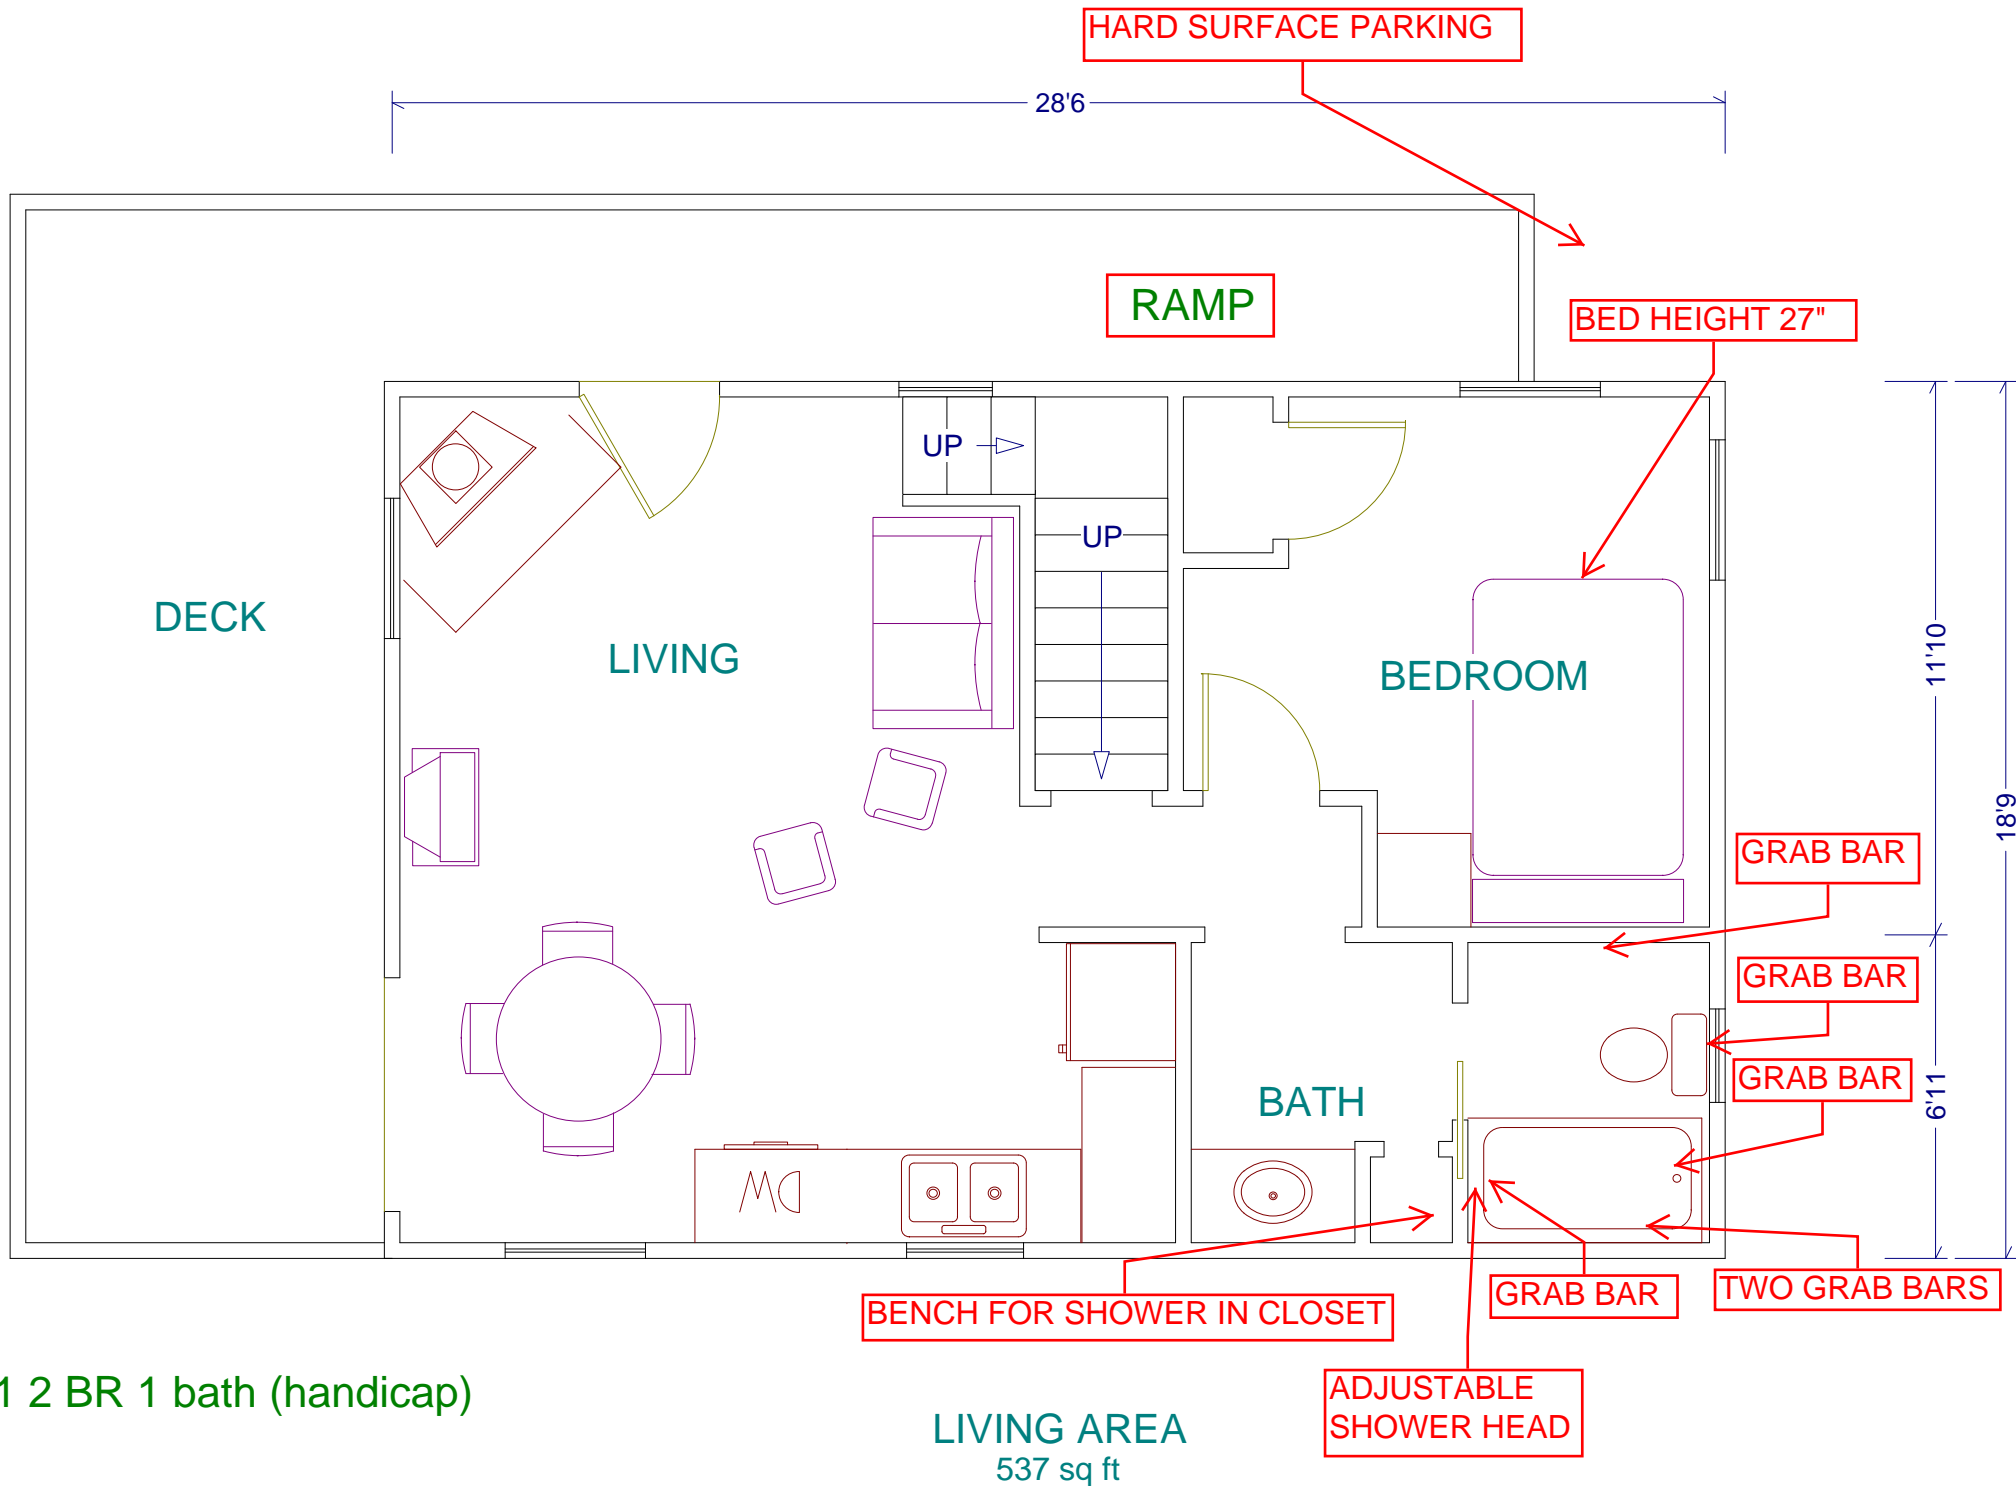 HARD SURFACE PARKING
28'6
RAMP
BED HEIGHT 27"
UP
UP
DECK
LIVING
BEDROOM
11'10
18'9
GRAB BAR
GRAB BAR
GRAB BAR
BATH
6'11
BENCH FOR SHOWER IN CLOSET
GRAB BAR
TWO GRAB BARS
ADJUSTABLE
SHOWER HEAD
1 2 BR 1 bath (handicap)
LIVING AREA
537 sq ft